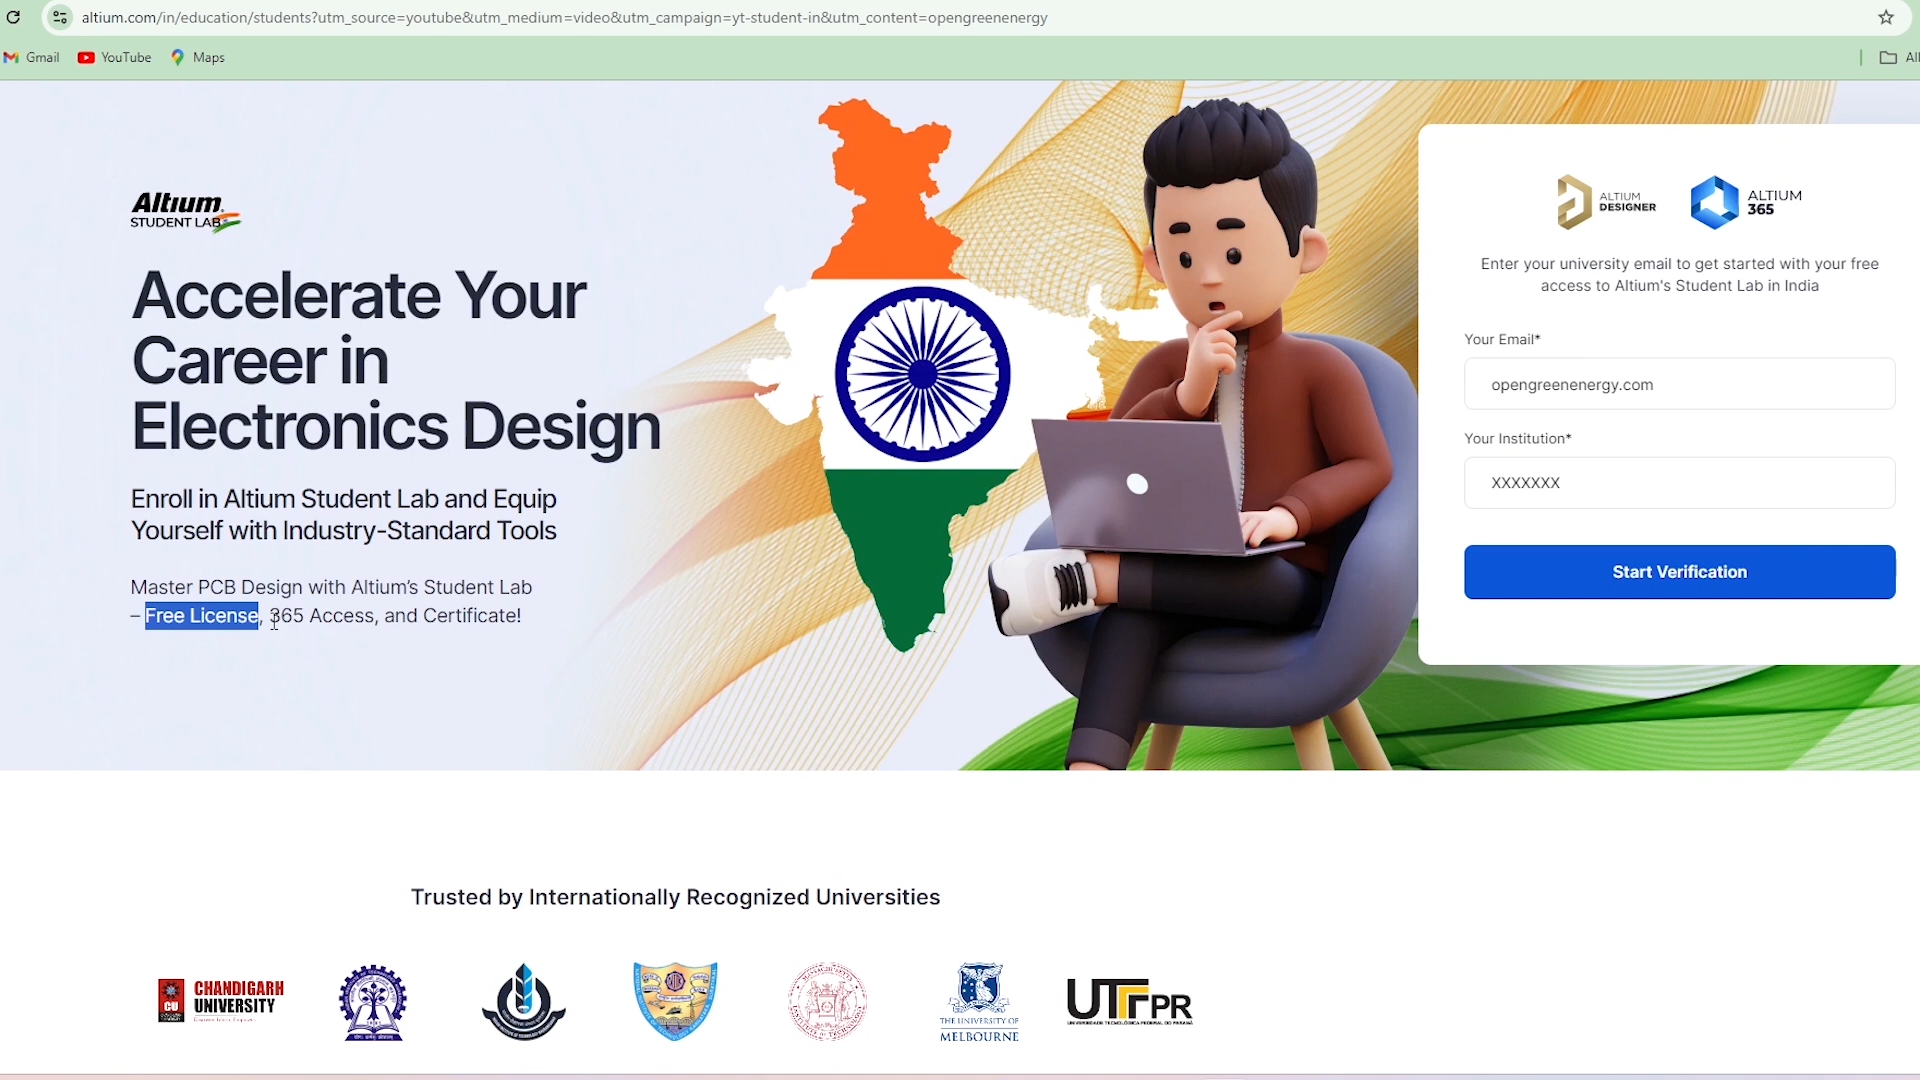 altium.com/in/education/students?utm_source=youtube&utm_medium=video&utm_campaign=yt-student-in&utm_content=opengreenenergy
Gmail
YouTube
Maps
All
Altium
STUDENT LAB
Accelerate Your
Career in
Electronics Design
Enroll in Altium Student Lab and Equip
Yourself with Industry-Standard Tools
Master PCB Design with Altium’s Student Lab
– Free License, 365 Access, and Certificate!
ALTIUM
DESIGNER
ALTIUM
365
Enter your university email to get started with your free
access to Altium's Student Lab in India
Your Email*
opengreenenergy.com
Your Institution*
XXXXXXX
Start Verification
Trusted by Internationally Recognized Universities
CU
CHANDIGARH
UNIVERSITY
THE UNIVERSITY OF
MELBOURNE
UTFPR
UNIVERSIDADE TECNOLÓGICA FEDERAL DO PARANÁ